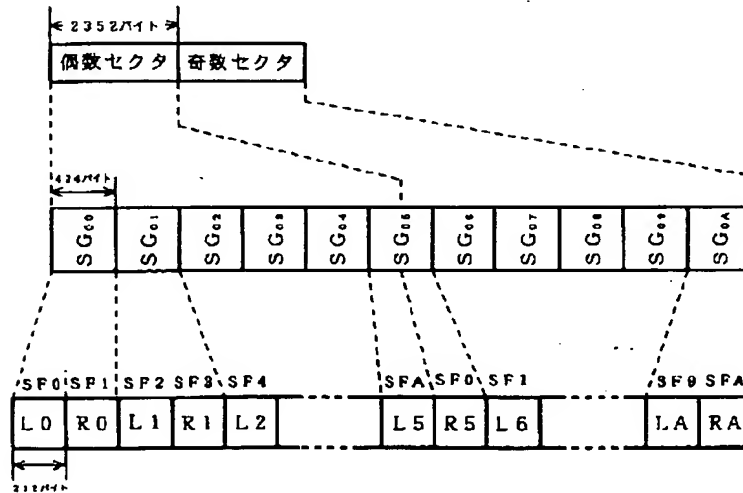 2352バイト
偶数セクタ 奇数セクタ
424バイト
SG00 SG01 SG02 SG03 SG04 SG05 SG06 SG07 SG08 SG09 SG0A
SF0 SF1 SF2 SF3 SF4 SFA SF0 SF1 SF9 SFA
L0 R0 L1 R1 L2 L5 R5 L6 LA RA
212バイト